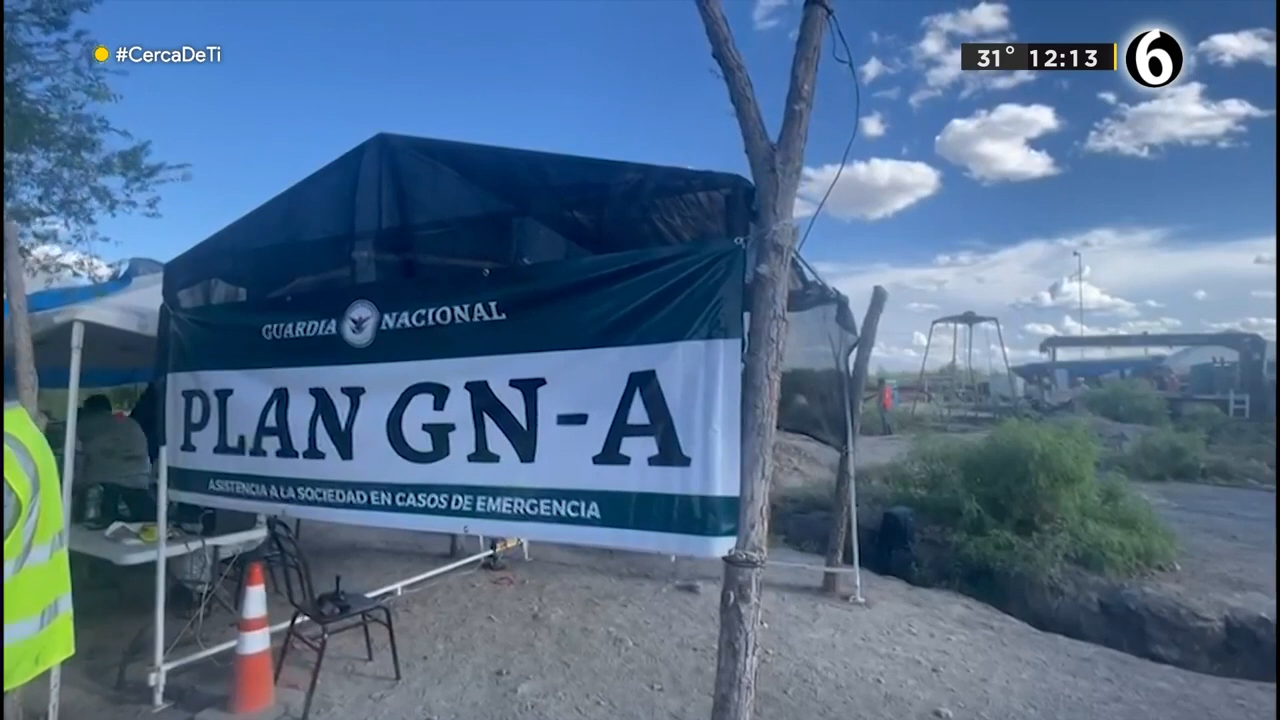 #CercaDeTi
31° 12:13 6
GUARDIA NACIONAL
PLAN GN-A
ASISTENCIA A LA SOCIEDAD EN CASOS DE EMERGENCIA